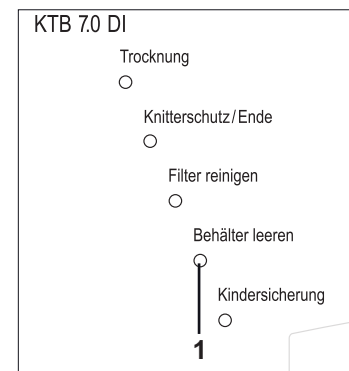 KTB 7.0 DI
Trocknung
Knitterschutz/Ende
Filter reinigen
Behälter leeren
Kindersicherung
1